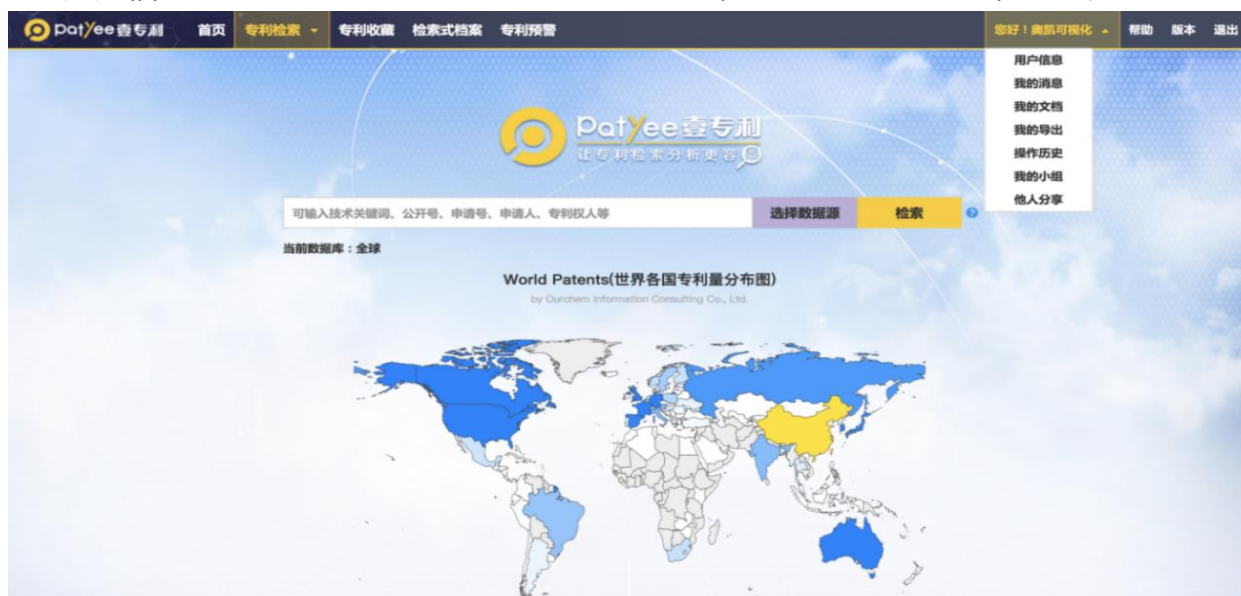 patyee壹专利 首页 专利检索 专利收藏 检索式档案 专利预警 您好！奥凯可视化 帮助 版本 退出
用户信息
我的消息
我的文档
我的导出
操作历史
我的小组
他人分享
patyee壹专利
让专利检索分析更容易
可输入技术关键词、公开号、申请号、申请人、专利权人等 选择数据源 检索 ?
当前数据库：全球
World Patents(世界各国专利量分布图)
by Ourchem Information Consulting Co., Ltd.